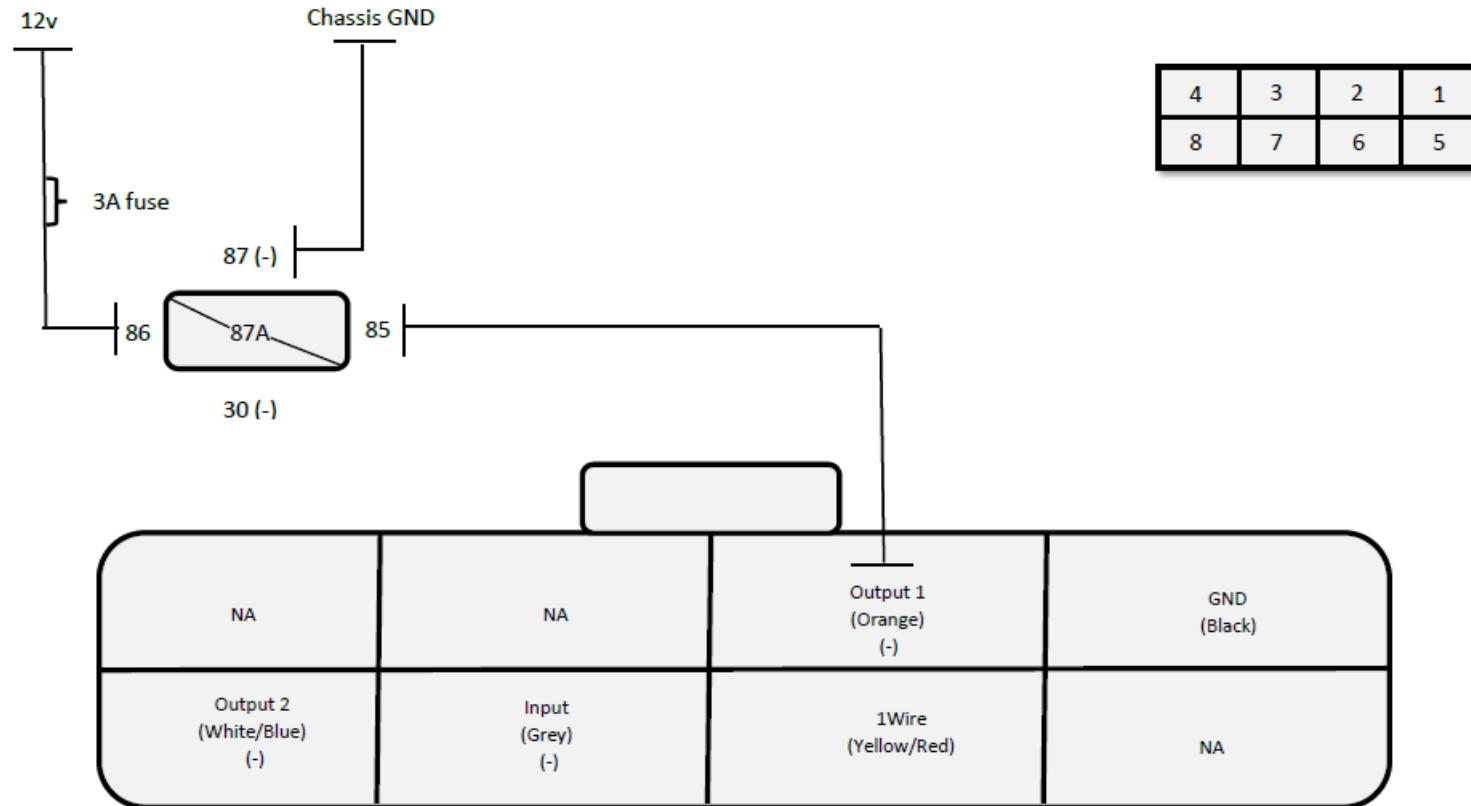 12v
Chassis GND
4 3 2 1
8 7 6 5
3A fuse
87 (-)
86
87A
85
30 (-)
NA
NA
Output 1
(Orange)
(-)
GND
(Black)
Output 2
(White/Blue)
(-)
Input
(Grey)
(-)
1Wire
(Yellow/Red)
NA